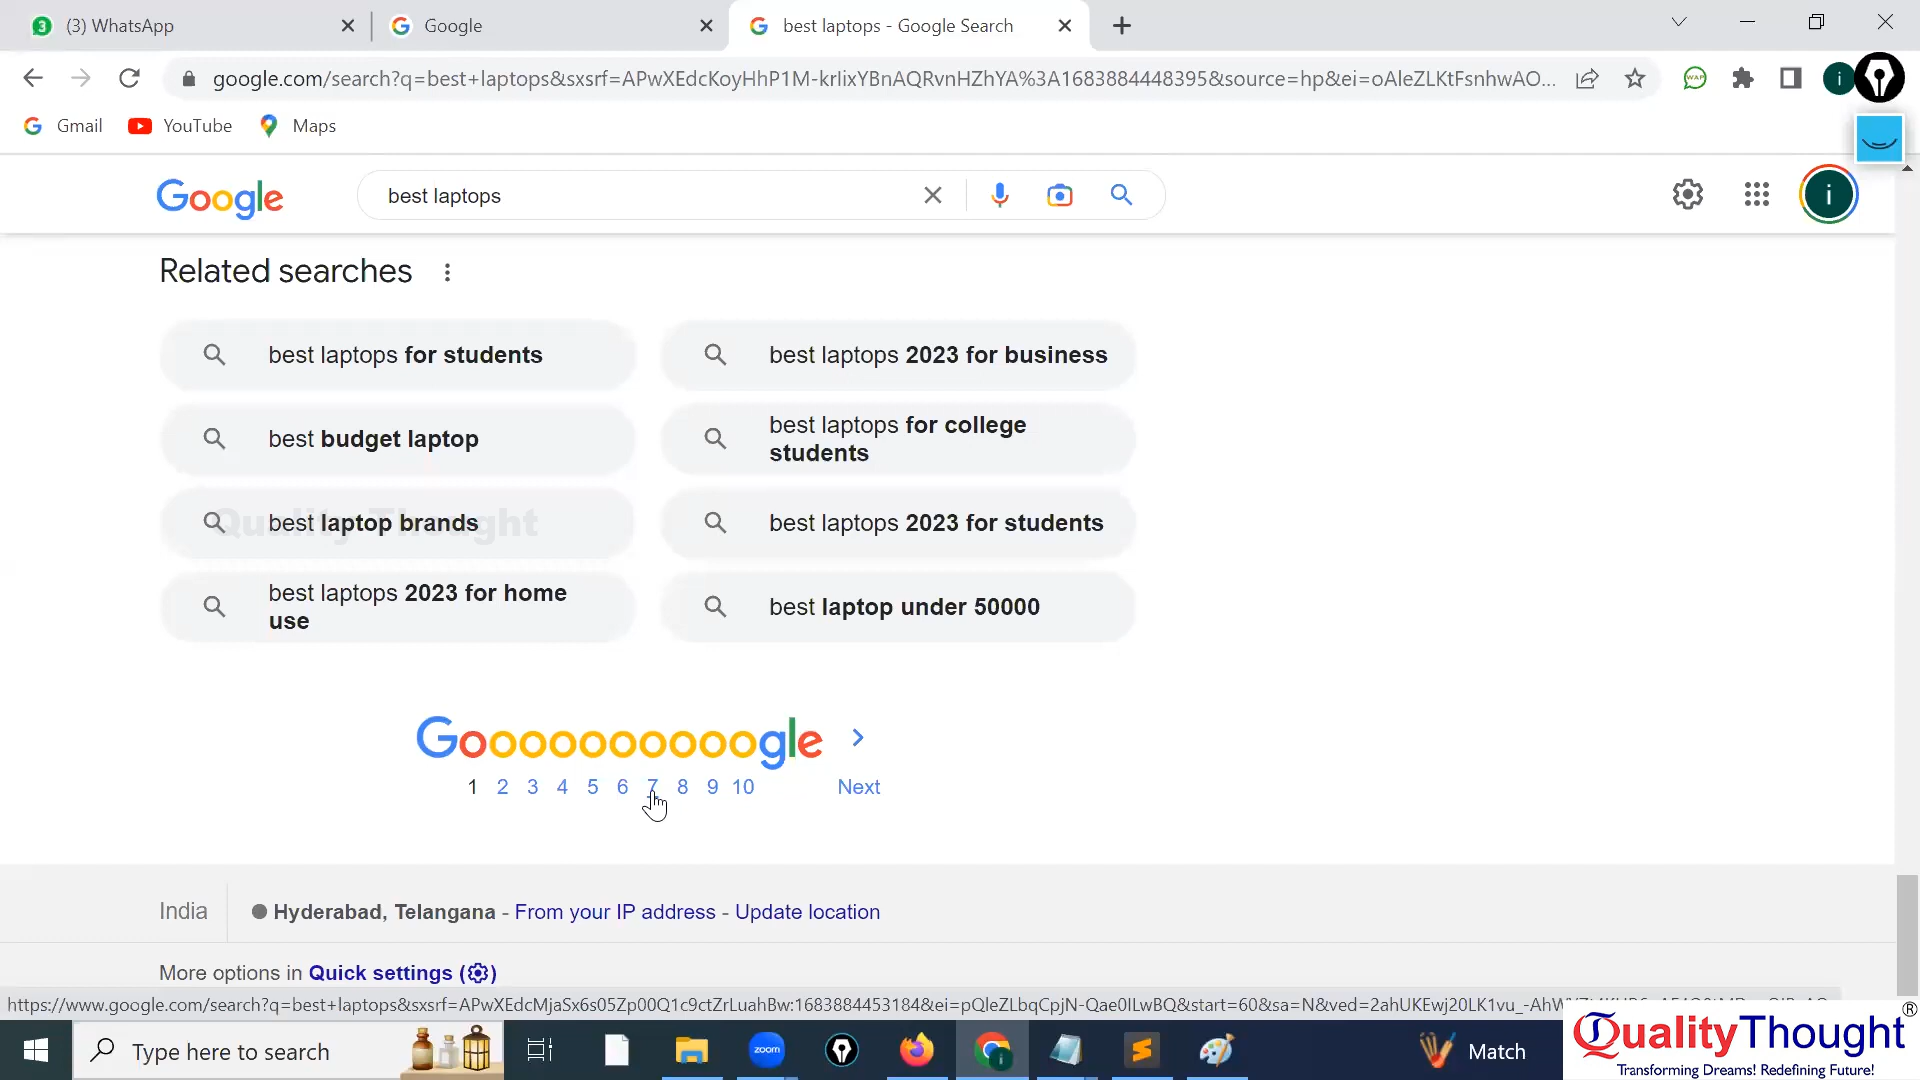 3 (3) WhatsApp
Google
best laptops - Google Search
google.com/search?q=best+laptops&sxsrf=APwXEdcKoyHhP1M-krlixYBnAQRvnHZhYA%3A1683884448395&source=hp&ei=oAleZLKtFsnhwAO...
WAP
i
Gmail
YouTube
Maps
Google
best laptops
i
Related searches
best laptops for students
best laptops 2023 for business
best budget laptop
best laptops for college
students
best laptop brands
Quality Thought
best laptops 2023 for students
best laptops 2023 for home
use
best laptop under 50000
Goooooooooogle
1 2 3 4 5 6 7 8 9 10 Next
India
Hyderabad, Telangana - From your IP address - Update location
More options in Quick settings
zoom
Type here to search
i
Match
QualityThought ®
Transforming Dreams! Redefining Future!